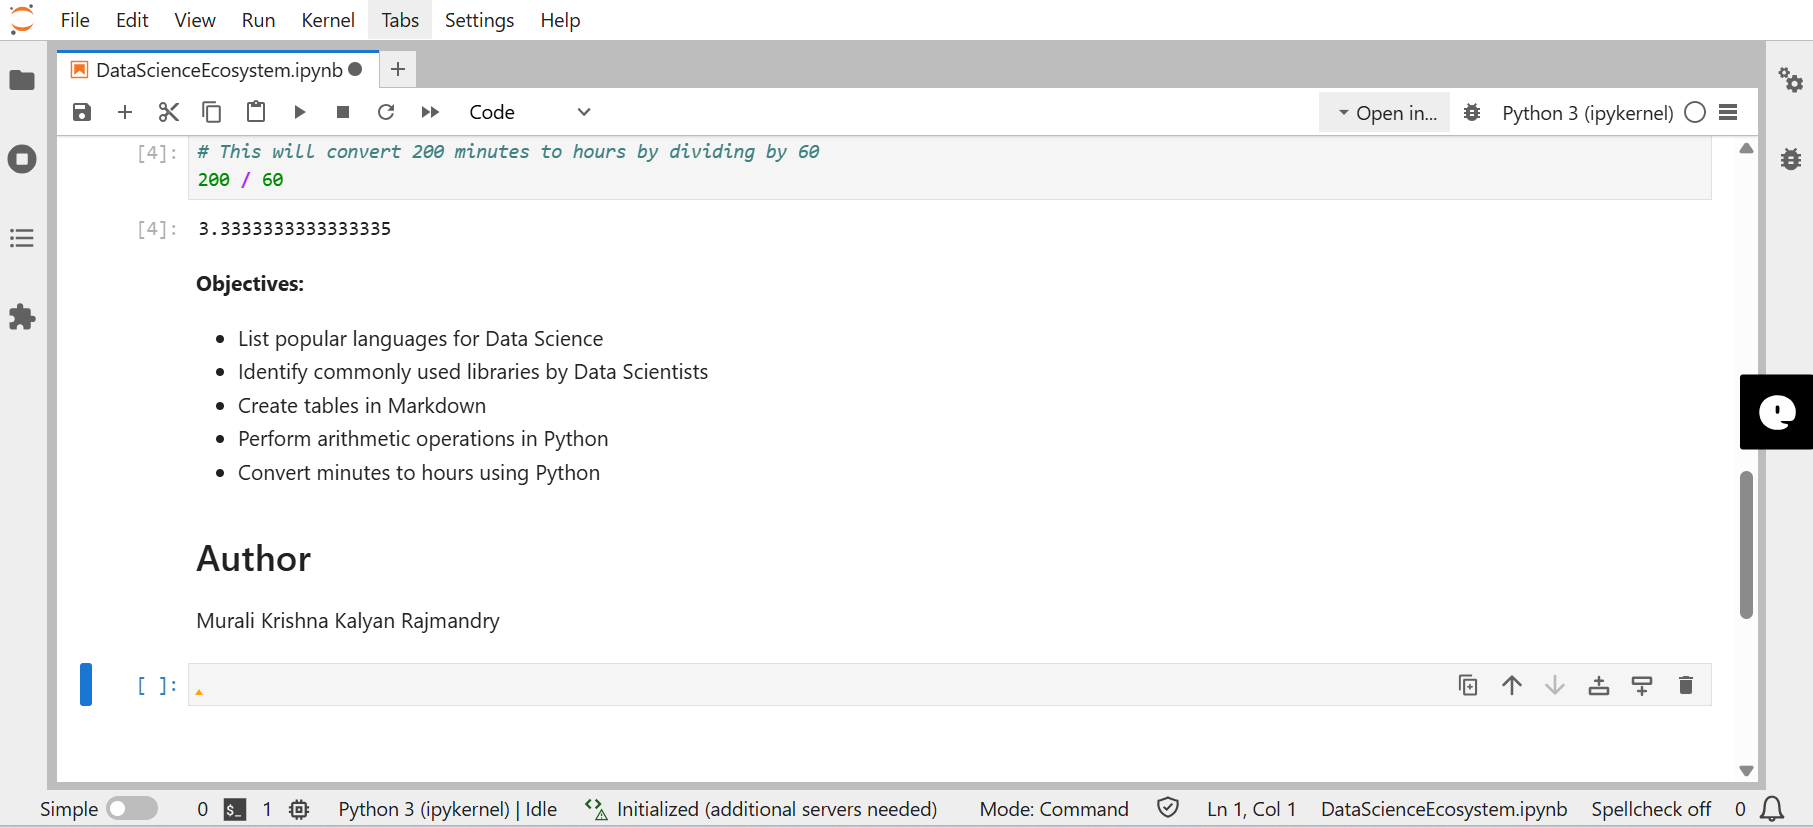 File Edit View Run Kernel Tabs Settings Help
DataScienceEcosystem.ipynb
Code
Open in...
Python 3 (ipykernel)
[4]: # This will convert 200 minutes to hours by dividing by 60
200 / 60
[4]: 3.3333333333333335
Objectives:
• List popular languages for Data Science
• Identify commonly used libraries by Data Scientists
• Create tables in Markdown
• Perform arithmetic operations in Python
• Convert minutes to hours using Python
Author
Murali Krishna Kalyan Rajmandry
[ ]:
Simple 0 $_ 1 Python 3 (ipykernel) | Idle Initialized (additional servers needed) Mode: Command Ln 1, Col 1 DataScienceEcosystem.ipynb Spellcheck off 0